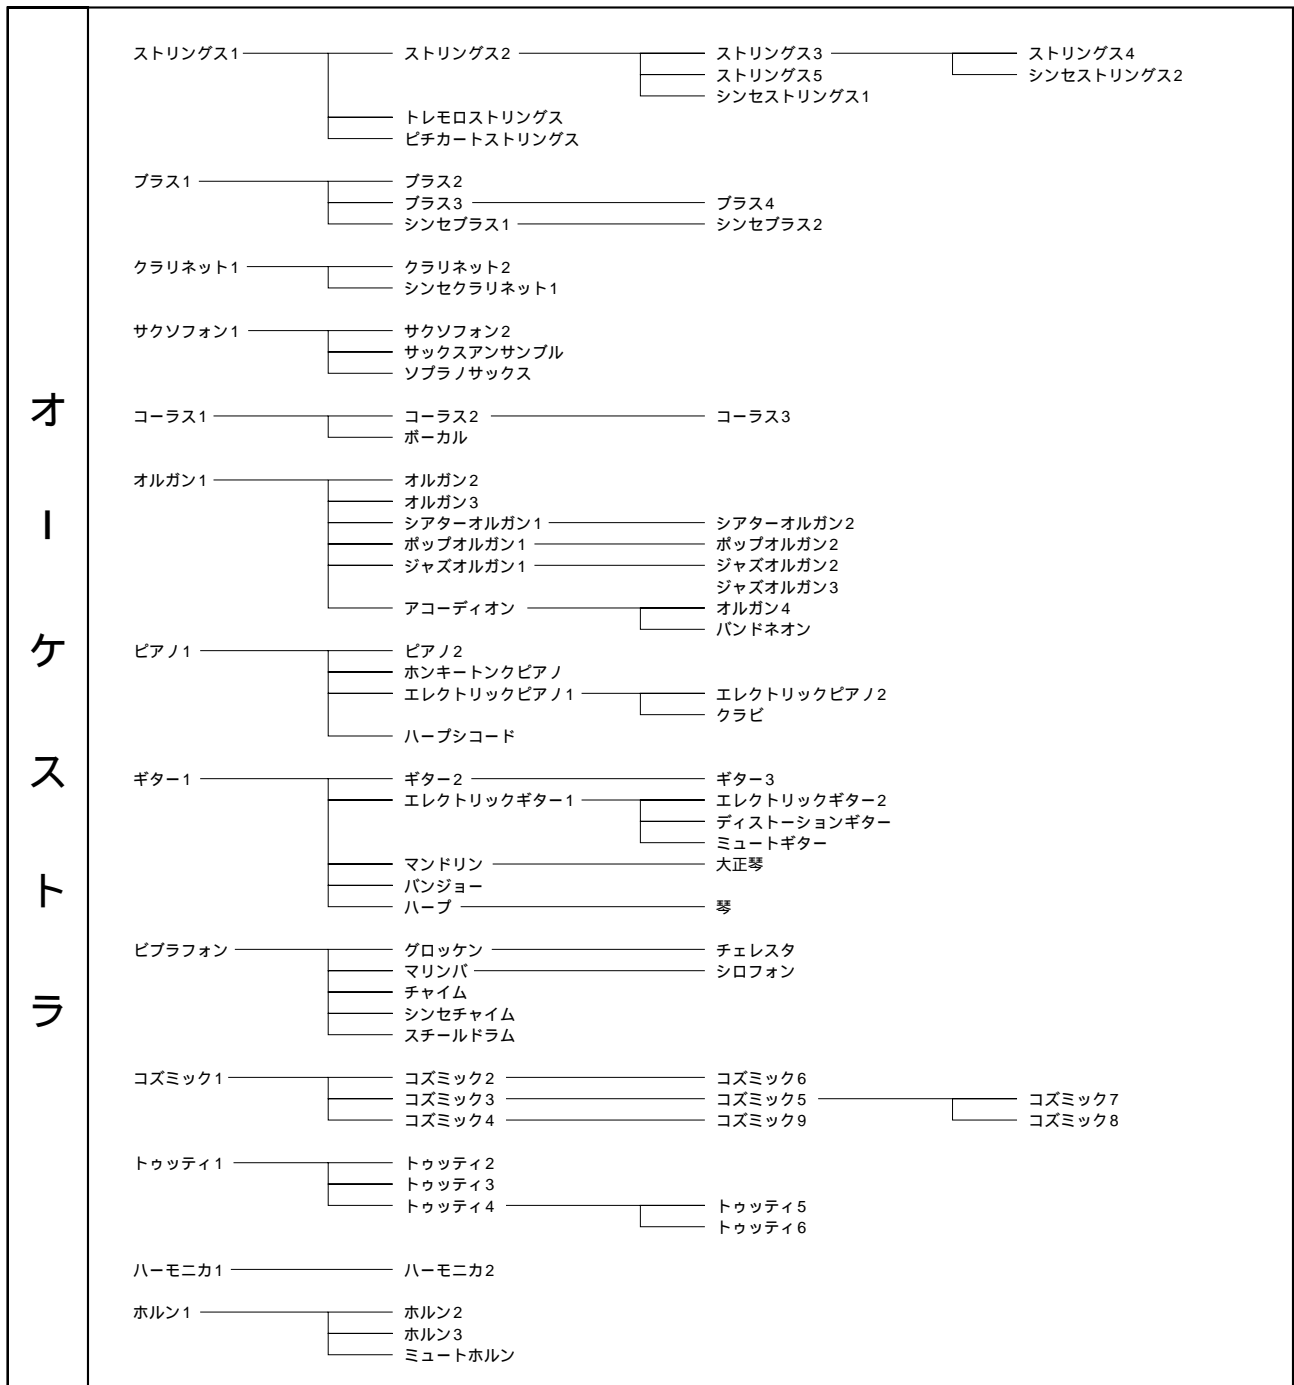 オーケストラ
ストリングス1 ストリングス2 ストリングス3 ストリングス4
ストリングス5 シンセストリングス2
シンセストリングス1
トレモロストリングス
ピチカートストリングス
ブラス1 ブラス2
ブラス3 ブラス4
シンセブラス1 シンセブラス2
クラリネット1 クラリネット2
シンセクラリネット1
サクソフォン1 サクソフォン2
サックスアンサンブル
ソプラノサックス
コーラス1 コーラス2 コーラス3
ボーカル
オルガン1 オルガン2
オルガン3
シアターオルガン1 シアターオルガン2
ポップオルガン1 ポップオルガン2
ジャズオルガン1 ジャズオルガン2
ジャズオルガン3
アコーディオン オルガン4
バンドネオン
ピアノ1 ピアノ2
ホンキートンクピアノ
エレクトリックピアノ1 エレクトリックピアノ2
クラビ
ハープシコード
ギター1 ギター2 ギター3
エレクトリックギター1 エレクトリックギター2
ディストーションギター
ミュートギター
マンドリン 大正琴
バンジョー
ハープ 琴
ビブラフォン グロッケン チェレスタ
マリンバ シロフォン
チャイム
シンセチャイム
スチールドラム
コズミック1 コズミック2 コズミック6
コズミック3 コズミック5 コズミック7
コズミック4 コズミック9 コズミック8
トゥッティ1 トゥッティ2
トゥッティ3
トゥッティ4 トゥッティ5
トゥッティ6
ハーモニカ1 ハーモニカ2
ホルン1 ホルン2
ホルン3
ミュートホルン